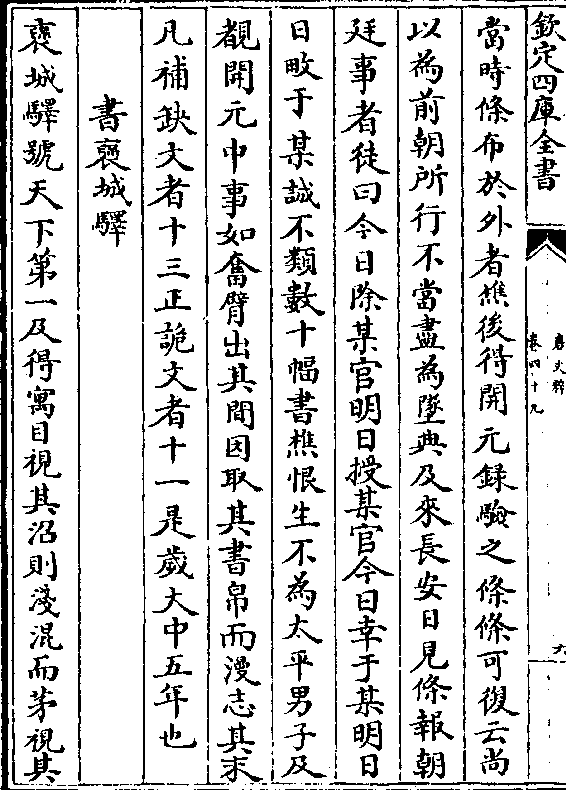 欽定四庫全書
唐文粹
卷四十九
九
當時條布於外者樵後得開元録驗之條條可復云尚
以為前朝所行不當盡為墜典及來長安日見條報朝
廷事者徒曰今日除某官明日授某官今日幸于某明日
日畋于某誠不類數十幅書樵恨生不為太平男子及
覩開元中事如奮臂出其間因取其書帛而漫志其末
凡補缺文者十三正訛文者十一是歲大中五年也
書襃城驛
襃城驛號天下第一及得寓目視其沼則淺混而茅視其